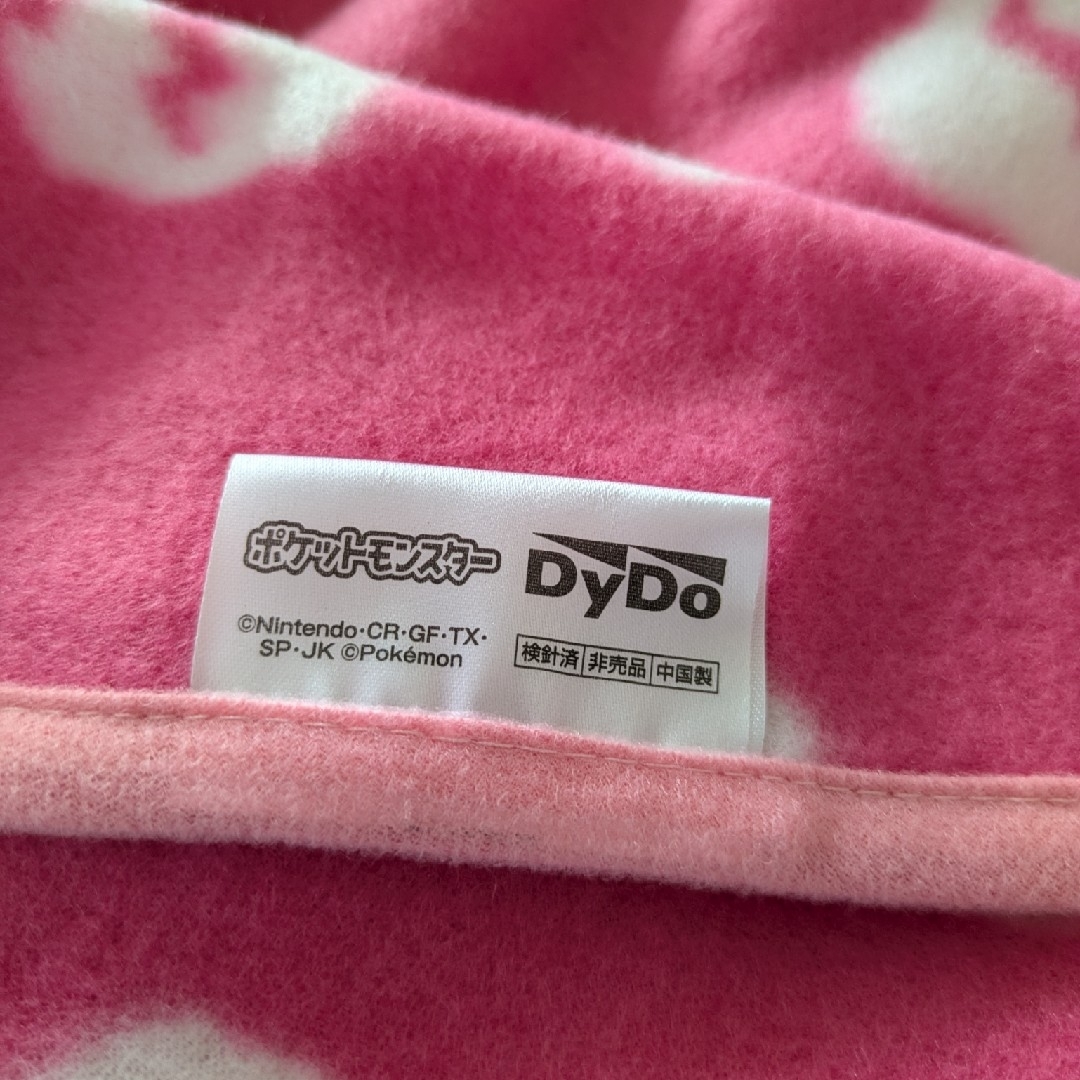 ポケットモンスター
DyDo
©Nintendo・CR・GF・TX・
SP・JK ©Pokémon
検針済 非売品 中国製